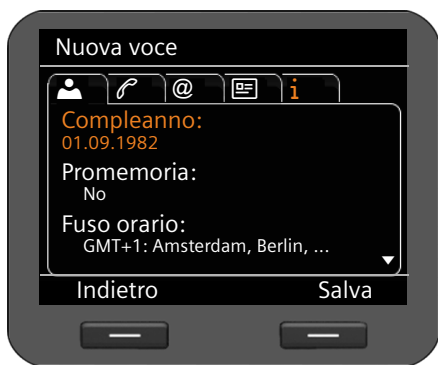 Nuova voce
@ i
Compleanno:
01.09.1982
Promemoria:
No
Fuso orario:
GMT+1: Amsterdam, Berlin, ...
Indietro Salva